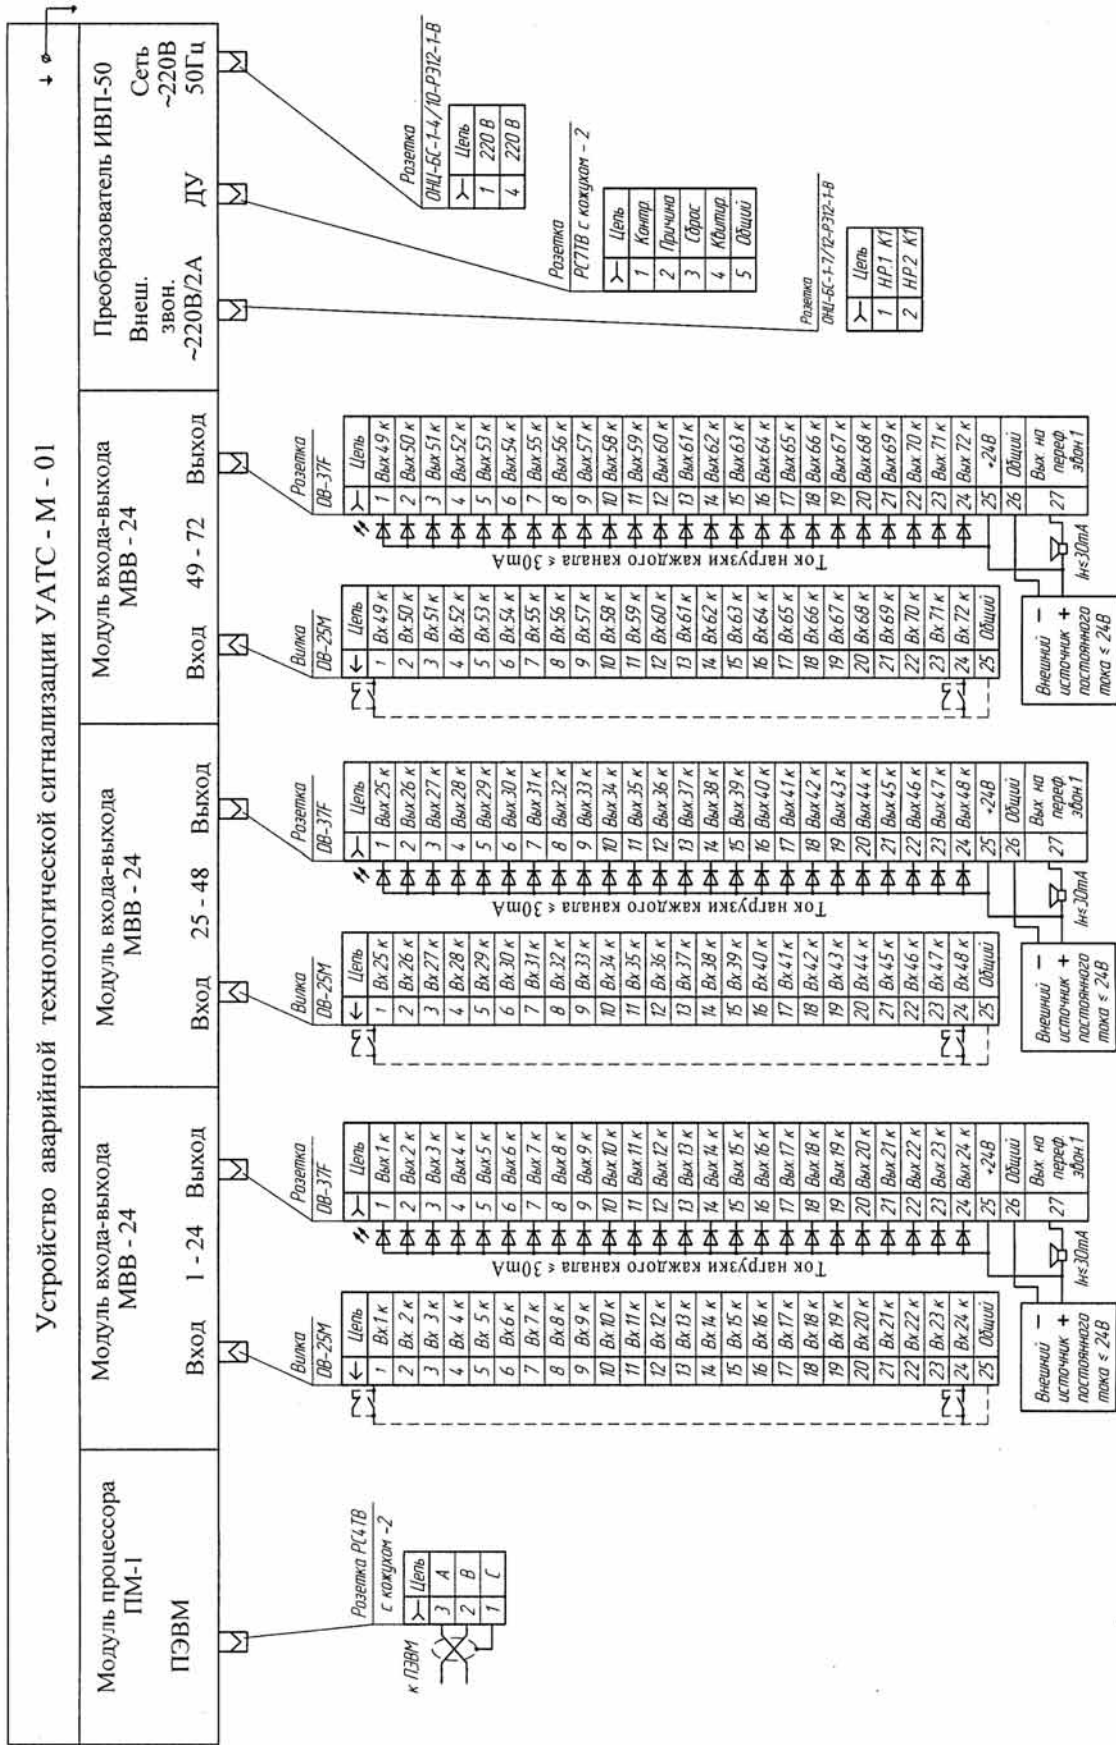 Устройство аварийной технологической сигнализации УАТС - М - 01
Модуль процессора
ПМ-1
ПЭВМ
Модуль входа-выхода
МВВ - 24
Вход 1 - 24 Выход
Модуль входа-выхода
МВВ - 24
Вход 25 - 48 Выход
Модуль входа-выхода
МВВ - 24
Вход 49 - 72 Выход
Преобразователь ИВП-50
Внеш.
звон.
~220В/2А
ДУ
Сеть
~220В
50Гц
Розетка РС4ТВ
с кожухом -2
к ПЭВМ
Цепь
3 А
2 В
1 С
Вилка
DB-25M
Цепь
1 Вх 1 к
2 Вх 2 к
3 Вх 3 к
4 Вх 4 к
5 Вх 5 к
6 Вх 6 к
7 Вх 7 к
8 Вх 8 к
9 Вх 9 к
10 Вх 10 к
11 Вх 11 к
12 Вх 12 к
13 Вх 13 к
14 Вх 14 к
15 Вх 15 к
16 Вх 16 к
17 Вх 17 к
18 Вх 18 к
19 Вх 19 к
20 Вх 20 к
21 Вх 21 к
22 Вх 22 к
23 Вх 23 к
24 Вх 24 к
25 Общий
Розетка
DB-37F
Цепь
1 Вых 1 к
2 Вых 2 к
3 Вых 3 к
4 Вых 4 к
5 Вых 5 к
6 Вых 6 к
7 Вых 7 к
8 Вых 8 к
9 Вых 9 к
10 Вых 10 к
11 Вых 11 к
12 Вых 12 к
13 Вых 13 к
14 Вых 14 к
15 Вых 15 к
16 Вых 16 к
17 Вых 17 к
18 Вых 18 к
19 Вых 19 к
20 Вых 20 к
21 Вых 21 к
22 Вых 22 к
23 Вых 23 к
24 Вых 24 к
25 +24В
26 Общий
27 Вых на
переф.
звон 1
Ток нагрузки каждого канала ≤ 30mA
Iн≤30mA
Внешний −
источник +
постоянного
тока ≤ 24В
Вилка
DB-25M
Цепь
1 Вх 25 к
2 Вх 26 к
3 Вх 27 к
4 Вх 28 к
5 Вх 29 к
6 Вх 30 к
7 Вх 31 к
8 Вх 32 к
9 Вх 33 к
10 Вх 34 к
11 Вх 35 к
12 Вх 36 к
13 Вх 37 к
14 Вх 38 к
15 Вх 39 к
16 Вх 40 к
17 Вх 41 к
18 Вх 42 к
19 Вх 43 к
20 Вх 44 к
21 Вх 45 к
22 Вх 46 к
23 Вх 47 к
24 Вх 48 к
25 Общий
Розетка
DB-37F
Цепь
1 Вых 25 к
2 Вых 26 к
3 Вых 27 к
4 Вых 28 к
5 Вых 29 к
6 Вых 30 к
7 Вых 31 к
8 Вых 32 к
9 Вых 33 к
10 Вых 34 к
11 Вых 35 к
12 Вых 36 к
13 Вых 37 к
14 Вых 38 к
15 Вых 39 к
16 Вых 40 к
17 Вых 41 к
18 Вых 42 к
19 Вых 43 к
20 Вых 44 к
21 Вых 45 к
22 Вых 46 к
23 Вых 47 к
24 Вых 48 к
25 +24В
26 Общий
27 Вых на
переф.
звон 1
Ток нагрузки каждого канала ≤ 30mA
Iн≤30mA
Внешний −
источник +
постоянного
тока ≤ 24В
Вилка
DB-25M
Цепь
1 Вх 49 к
2 Вх 50 к
3 Вх 51 к
4 Вх 52 к
5 Вх 53 к
6 Вх 54 к
7 Вх 55 к
8 Вх 56 к
9 Вх 57 к
10 Вх 58 к
11 Вх 59 к
12 Вх 60 к
13 Вх 61 к
14 Вх 62 к
15 Вх 63 к
16 Вх 64 к
17 Вх 65 к
18 Вх 66 к
19 Вх 67 к
20 Вх 68 к
21 Вх 69 к
22 Вх 70 к
23 Вх 71 к
24 Вх 72 к
25 Общий
Розетка
DB-37F
Цепь
1 Вых 49 к
2 Вых 50 к
3 Вых 51 к
4 Вых 52 к
5 Вых 53 к
6 Вых 54 к
7 Вых 55 к
8 Вых 56 к
9 Вых 57 к
10 Вых 58 к
11 Вых 59 к
12 Вых 60 к
13 Вых 61 к
14 Вых 62 к
15 Вых 63 к
16 Вых 64 к
17 Вых 65 к
18 Вых 66 к
19 Вых 67 к
20 Вых 68 к
21 Вых 69 к
22 Вых 70 к
23 Вых 71 к
24 Вых 72 к
25 +24В
26 Общий
27 Вых на
переф.
звон 1
Ток нагрузки каждого канала ≤ 30mA
Iн≤30mA
Внешний −
источник +
постоянного
тока ≤ 24В
Розетка
ОНЦ-БС-1-4/10-Р312-1-В
Цепь
1 220 В
4 220 В
Розетка
РС7ТВ с кожухом - 2
Цепь
1 Контр.
2 Причина
3 Сброс
4 Квитир.
5 Общий
Розетка
ОНЦ-БС-1-7/12-Р312-1-В
Цепь
1 НР.1 К1
2 НР.2 К1